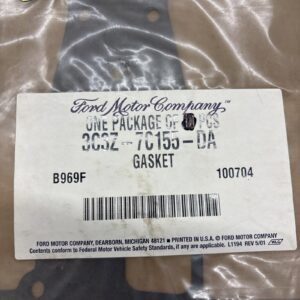 Ford Motor Company™
ONE PACKAGE OF PCS
3C3Z-7C155-DA
GASKET
B969F 100704
FORD MOTOR COMPANY, DEARBORN, MICHIGAN 48121 ■ PRINTED IN U.S.A. © FORD MOTOR COMPANY
Contents conform to Federal Motor Vehicle Safety Standards, if any are applicable. L1194 REV 5/01